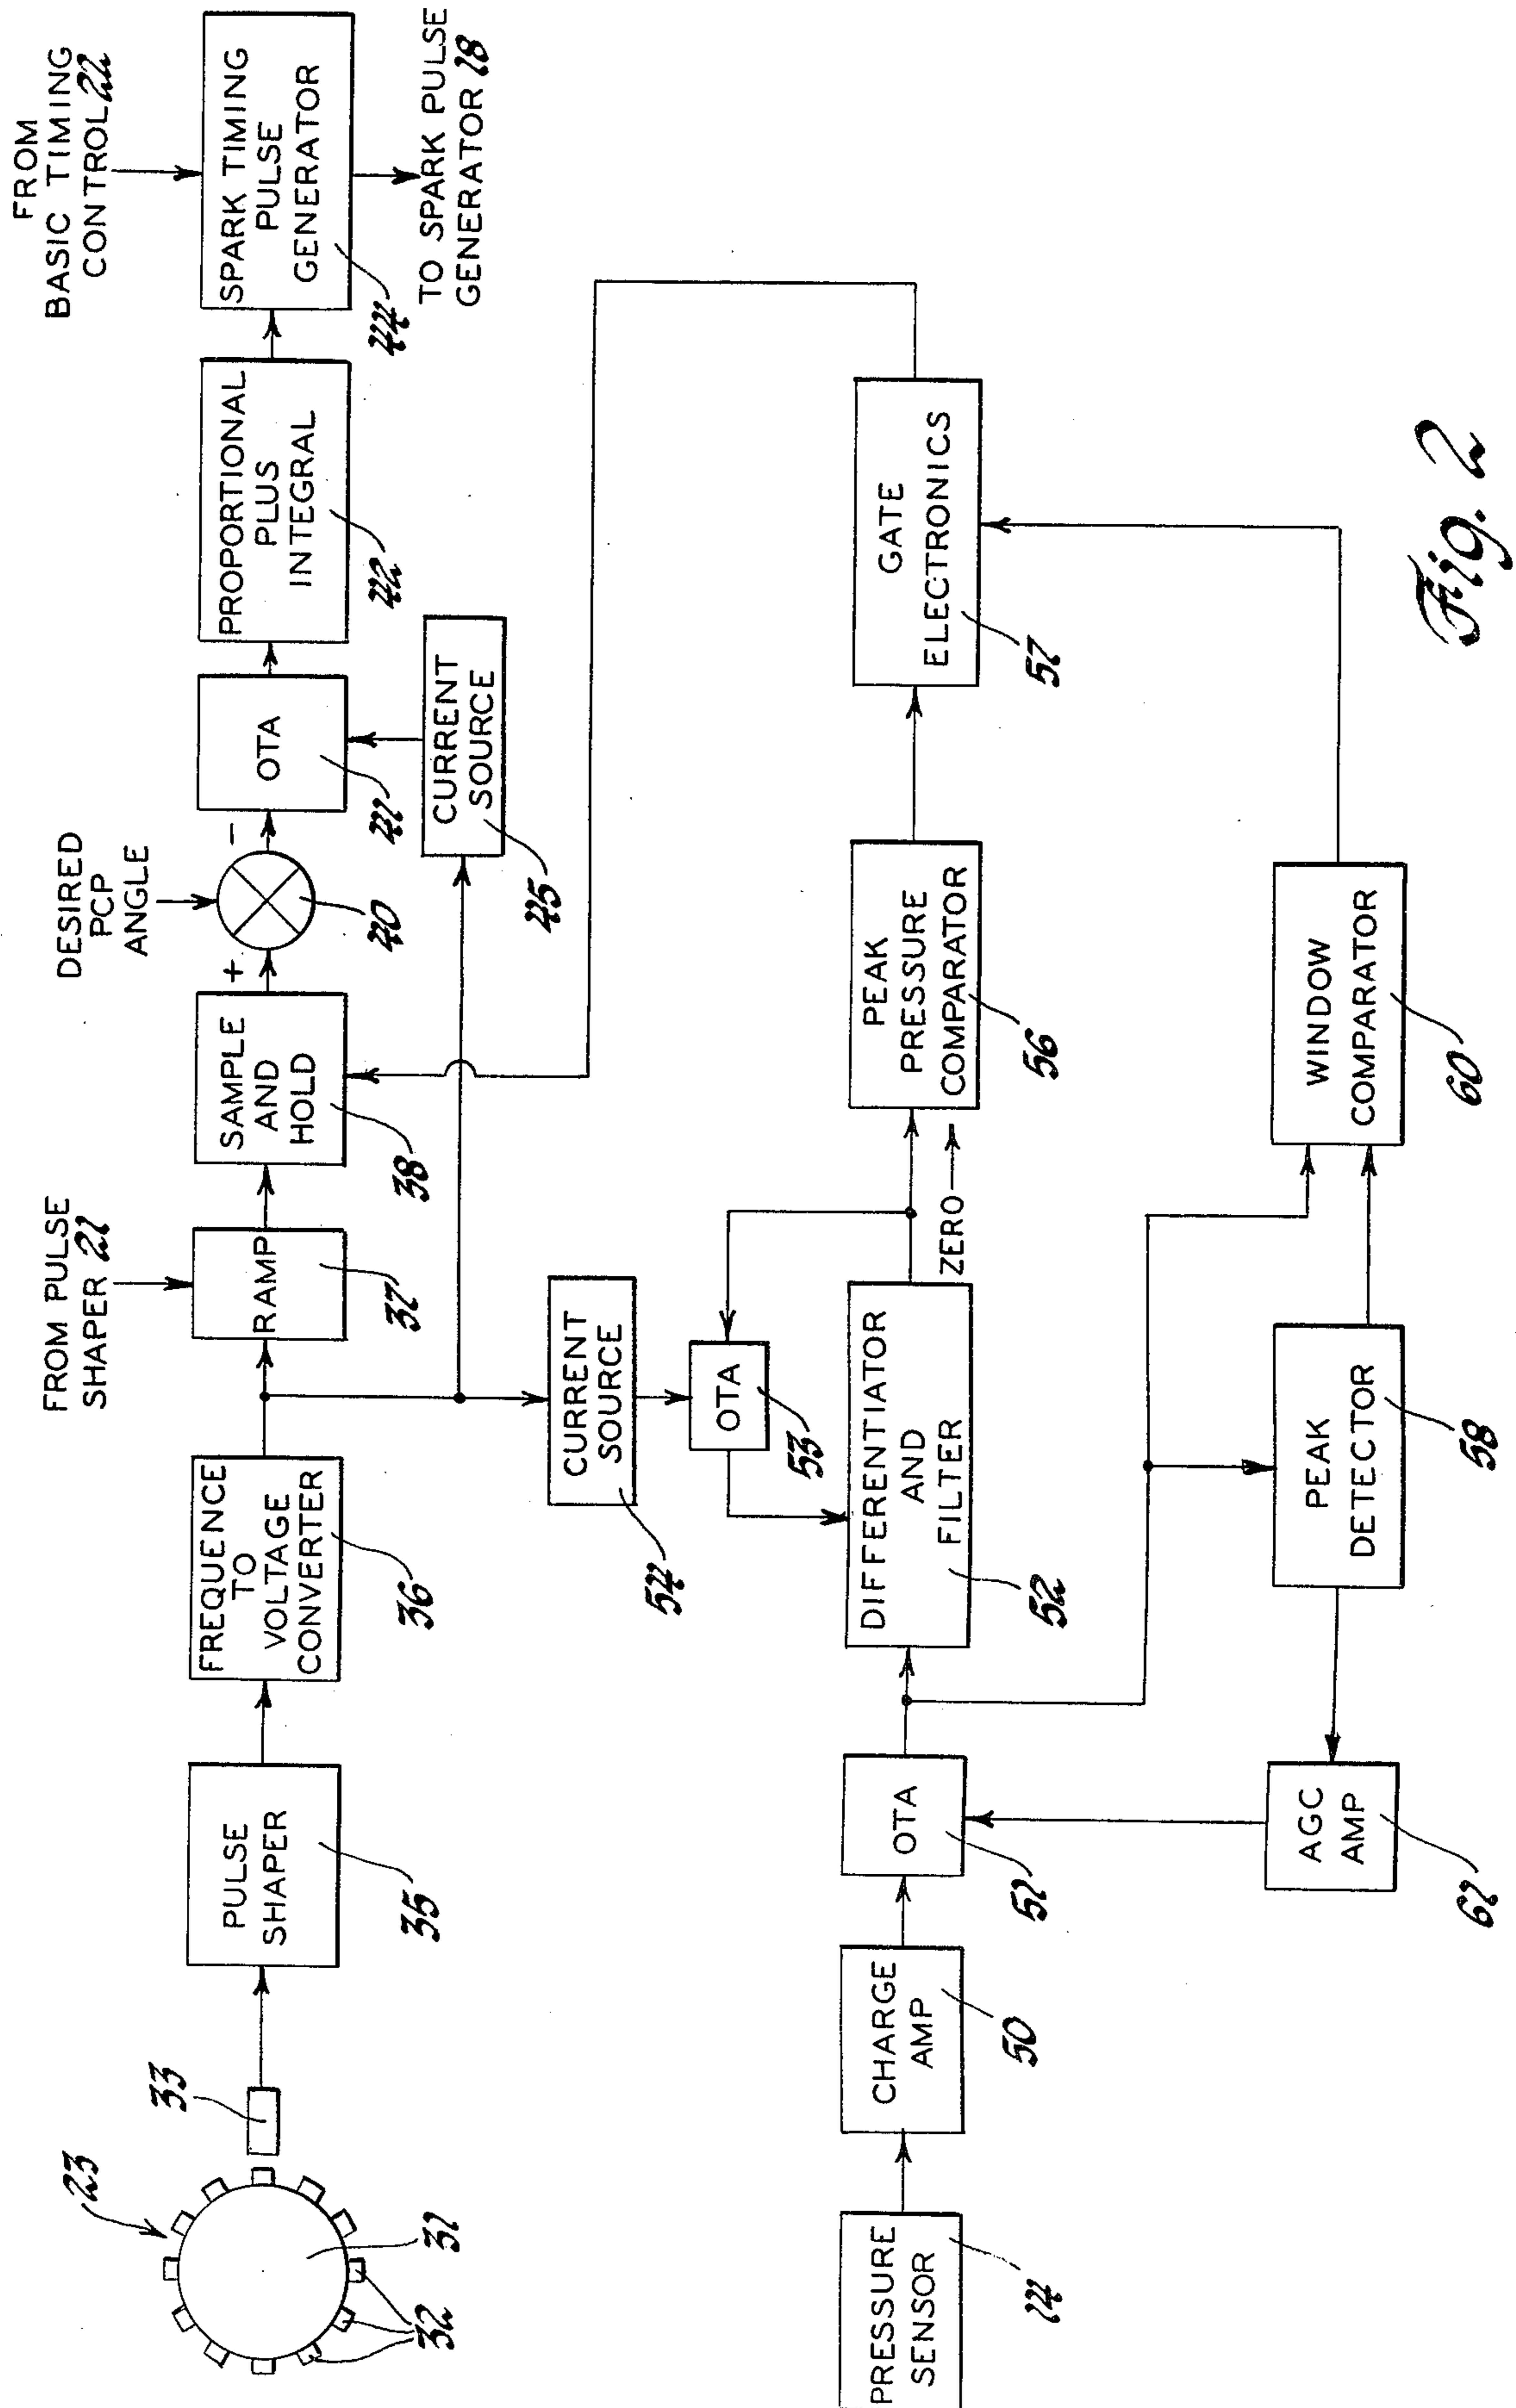 FROM
BASIC TIMING
CONTROL 22
FROM PULSE
SHAPER 21
DESIRED
PCP
ANGLE
23
33
PULSE
SHAPER
35
FREQUENCE
TO
VOLTAGE
CONVERTER
36
RAMP
37
SAMPLE
AND
HOLD
38
+
-
40
OTA
41
PROPORTIONAL
PLUS
INTEGRAL
42
SPARK TIMING
PULSE
GENERATOR
44
TO SPARK PULSE
GENERATOR 18
31
32
CURRENT
SOURCE
45
CURRENT
SOURCE
54
OTA
53
PRESSURE
SENSOR
14
CHARGE
AMP
50
OTA
51
DIFFERENTIATOR
AND
FILTER
52
ZERO
PEAK
PRESSURE
COMPARATOR
56
GATE
ELECTRONICS
57
AGC
AMP
61
PEAK
DETECTOR
58
WINDOW
COMPARATOR
60
Fig. 2